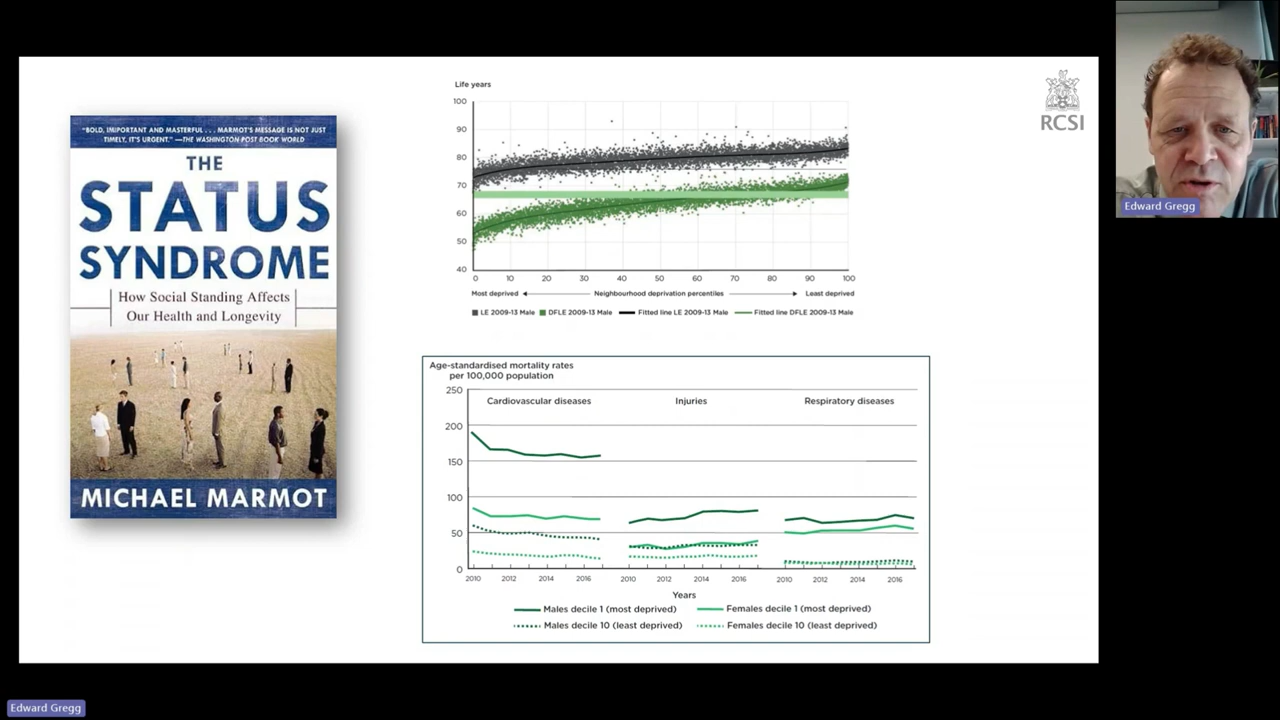 "BOLD, IMPORTANT AND MASTERFUL . . . MARMOT'S MESSAGE IS NOT JUST
TIMELY, IT'S URGENT." —THE WASHINGTON POST BOOK WORLD
THE
STATUS
SYNDROME
How Social Standing Affects
Our Health and Longevity
MICHAEL MARMOT
Life years
100
90
80
70
60
50
40
0 10 20 30 40 50 60 70 80 90 100
Most deprived Neighbourhood deprivation percentiles Least deprived
LE 2009-13 Male DFLE 2009-13 Male Fitted line LE 2009-13 Male Fitted line DFLE 2009-13 Male
Age-standardised mortality rates
per 100,000 population
250
Cardiovascular diseases Injuries Respiratory diseases
200
150
100
50
0
2010 2012 2014 2016 2010 2012 2014 2016 2010 2012 2014 2016
Years
Males decile 1 (most deprived) Females decile 1 (most deprived)
Males decile 10 (least deprived) Females decile 10 (least deprived)
RCSI
Edward Gregg
Edward Gregg